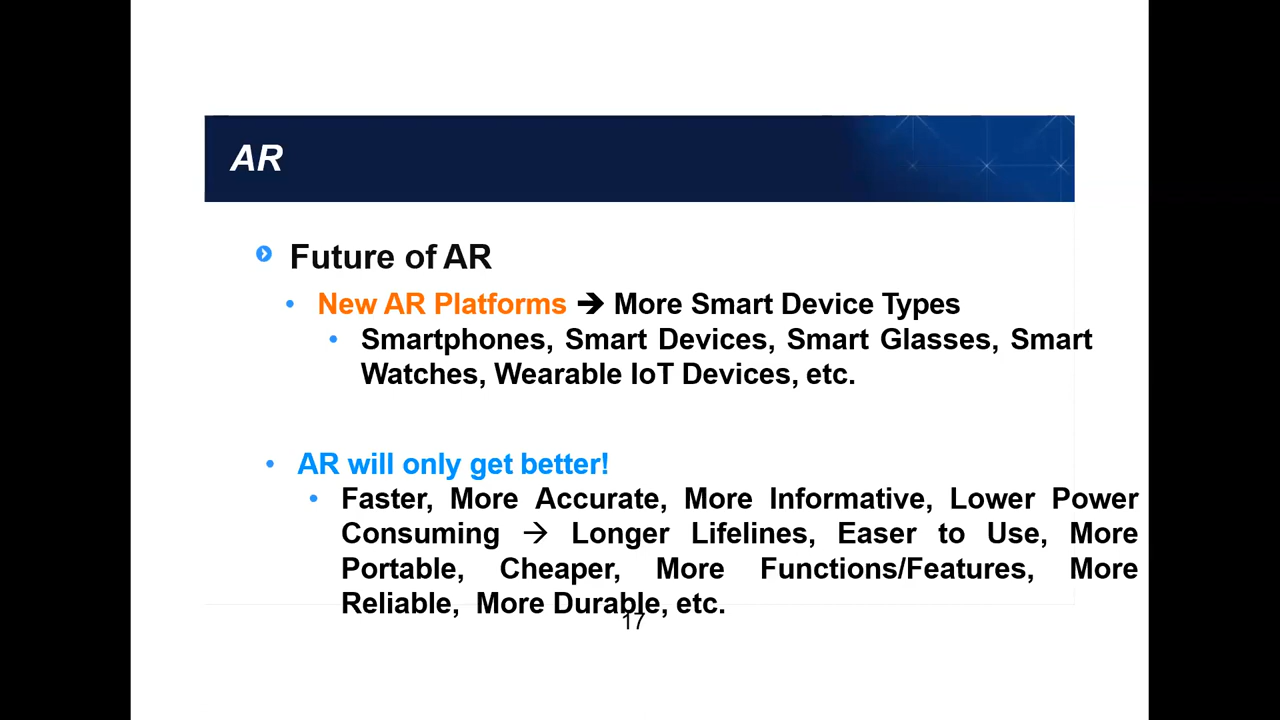 AR
Future of AR
• New AR Platforms ➔ More Smart Device Types
• Smartphones, Smart Devices, Smart Glasses, Smart
Watches, Wearable IoT Devices, etc.
• AR will only get better!
• Faster, More Accurate, More Informative, Lower Power
Consuming → Longer Lifelines, Easer to Use, More
Portable, Cheaper, More Functions/Features, More
Reliable, More Durable, etc.
17